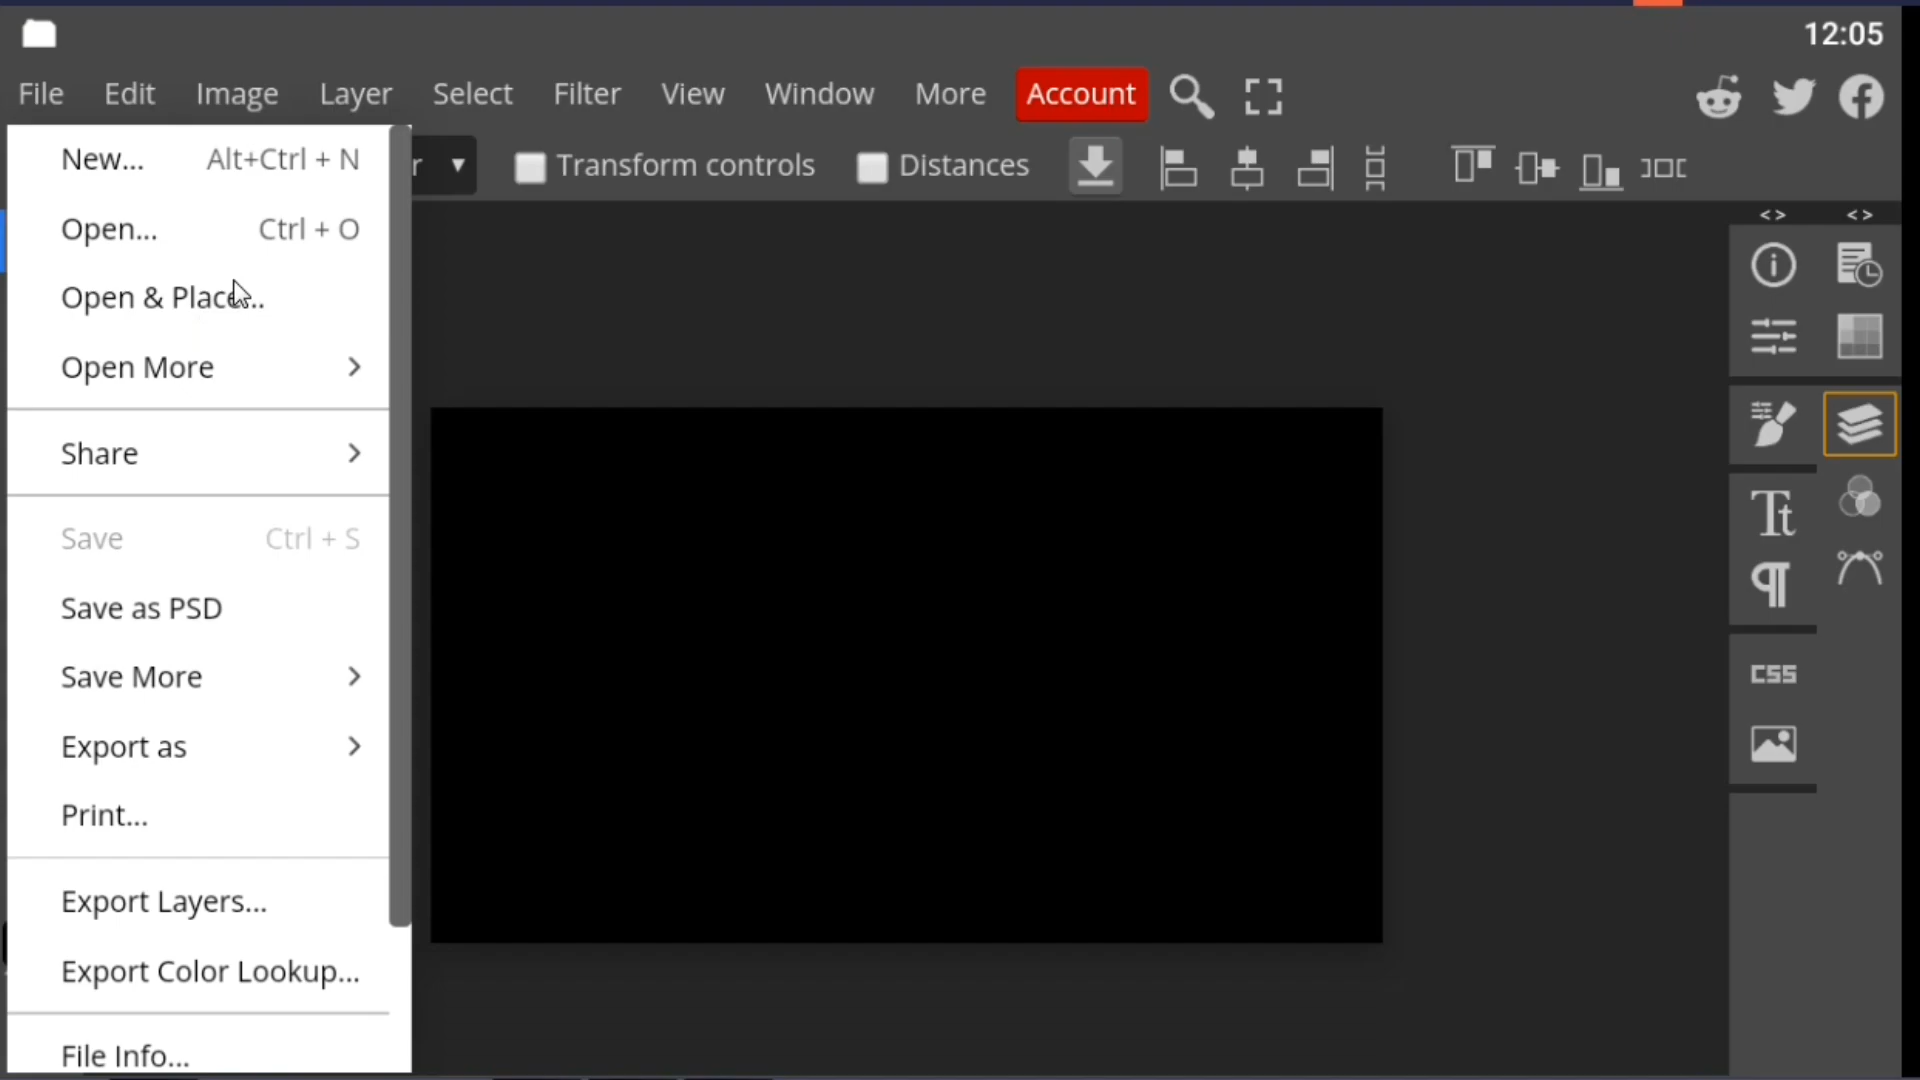 12:05
File Edit Image Layer Select Filter View Window More Account
r ▼ Transform controls Distances
New... Alt+Ctrl + N
Open... Ctrl + O
Open & Place...
Open More >
Share >
Save Ctrl + S
Save as PSD
Save More >
Export as >
Print...
Export Layers...
Export Color Lookup...
File Info...
< > < >
Tt
¶
CSS